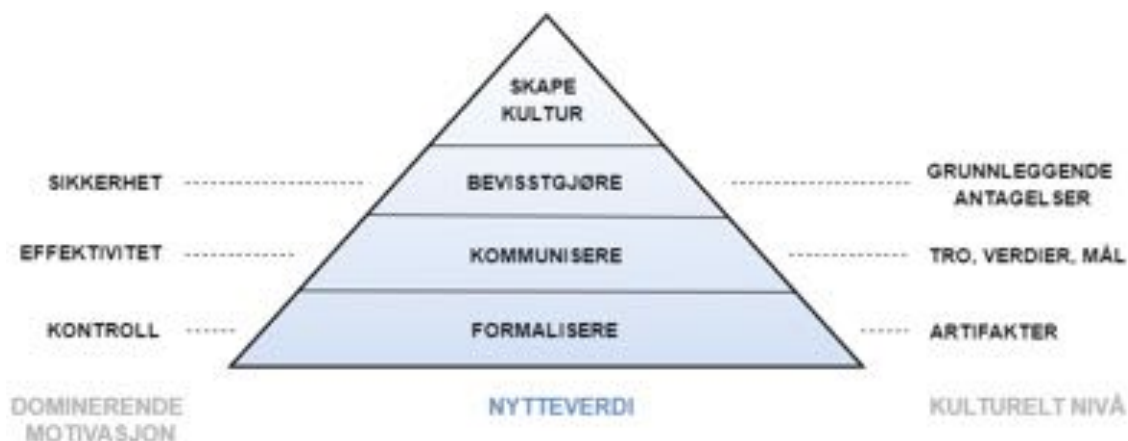 SKAPE
KULTUR
SIKKERHET
BEVISSTGJØRE
GRUNNLEGGENDE
ANTAGELSER
EFFEKTIVITET
KOMMUNISERE
TRO, VERDIER, MÅL
KONTROLL
FORMALISERE
ARTIFAKTER
DOMINERENDE
MOTIVASJON
NYTTEVERDI
KULTURELT NIVÅ